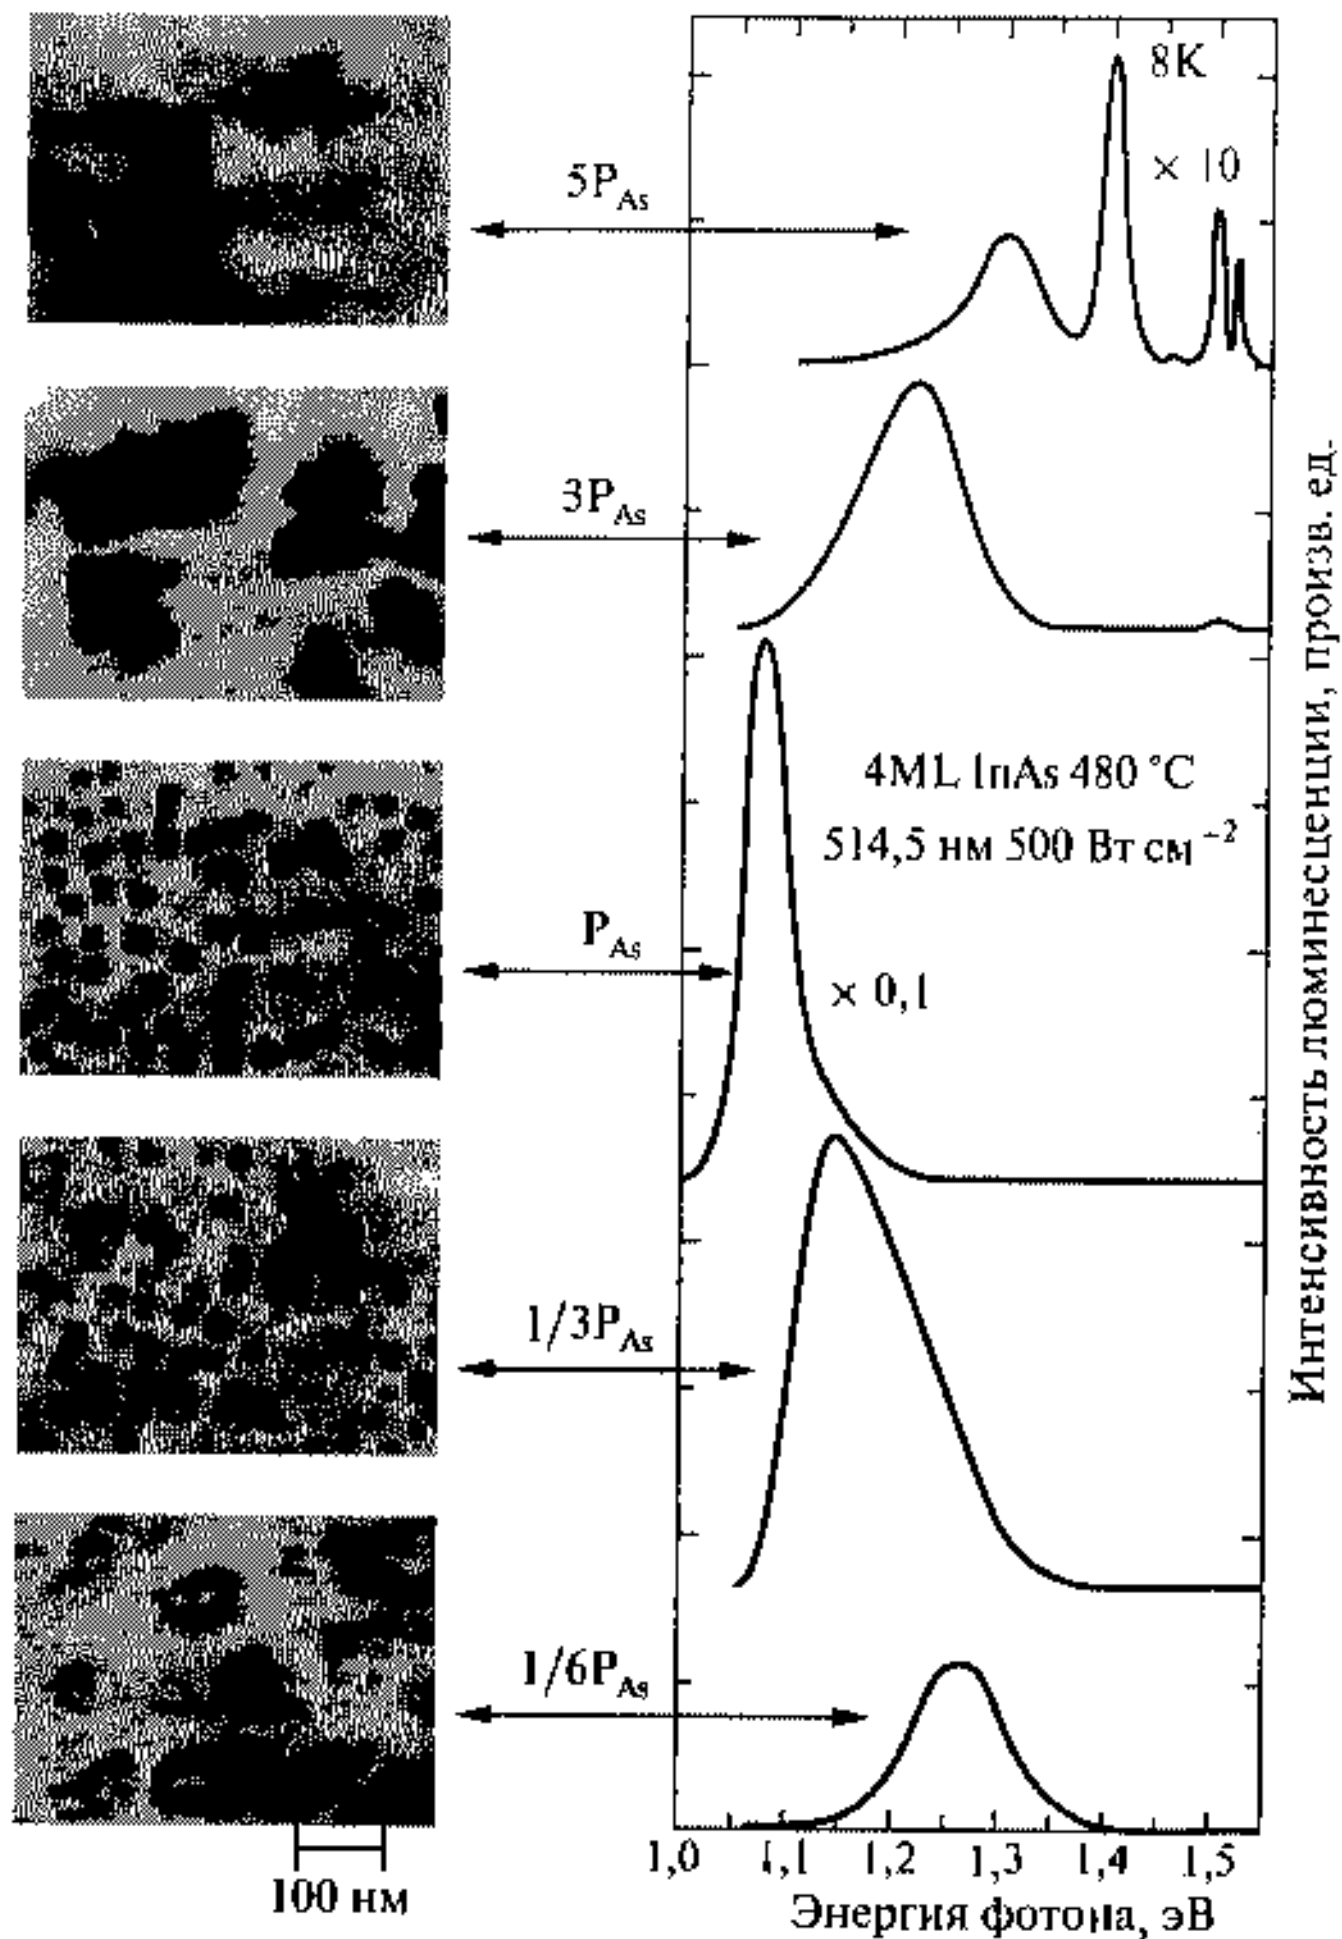 8K
× 10
5P_As
3P_As
4ML InAs 480 °C
514,5 нм 500 Вт см⁻²
P_As
× 0,1
1/3P_As
1/6P_As
1,0 1,1 1,2 1,3 1,4 1,5
Энергия фотона, эВ
100 нм
Интенсивность люминесценции, произв. ед.